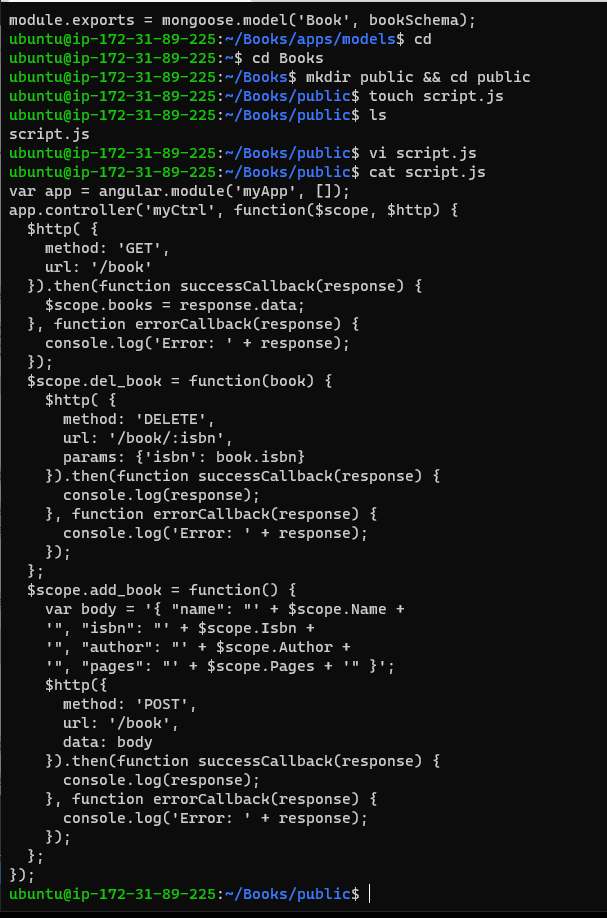 module.exports = mongoose.model('Book', bookSchema);
ubuntu@ip-172-31-89-225:~/Books/apps/models$ cd
ubuntu@ip-172-31-89-225:~$ cd Books
ubuntu@ip-172-31-89-225:~/Books$ mkdir public && cd public
ubuntu@ip-172-31-89-225:~/Books/public$ touch script.js
ubuntu@ip-172-31-89-225:~/Books/public$ ls
script.js
ubuntu@ip-172-31-89-225:~/Books/public$ vi script.js
ubuntu@ip-172-31-89-225:~/Books/public$ cat script.js
var app = angular.module('myApp', []);
app.controller('myCtrl', function($scope, $http) {
  $http( {
    method: 'GET',
    url: '/book'
  }).then(function successCallback(response) {
    $scope.books = response.data;
  }, function errorCallback(response) {
    console.log('Error: ' + response);
  });
  $scope.del_book = function(book) {
    $http( {
      method: 'DELETE',
      url: '/book/:isbn',
      params: {'isbn': book.isbn}
    }).then(function successCallback(response) {
      console.log(response);
    }, function errorCallback(response) {
      console.log('Error: ' + response);
    });
  };
  $scope.add_book = function() {
    var body = '{ "name": "' + $scope.Name +
    '", "isbn": "' + $scope.Isbn +
    '", "author": "' + $scope.Author +
    '", "pages": "' + $scope.Pages + '" }';
    $http({
      method: 'POST',
      url: '/book',
      data: body
    }).then(function successCallback(response) {
      console.log(response);
    }, function errorCallback(response) {
      console.log('Error: ' + response);
    });
  };
});
ubuntu@ip-172-31-89-225:~/Books/public$